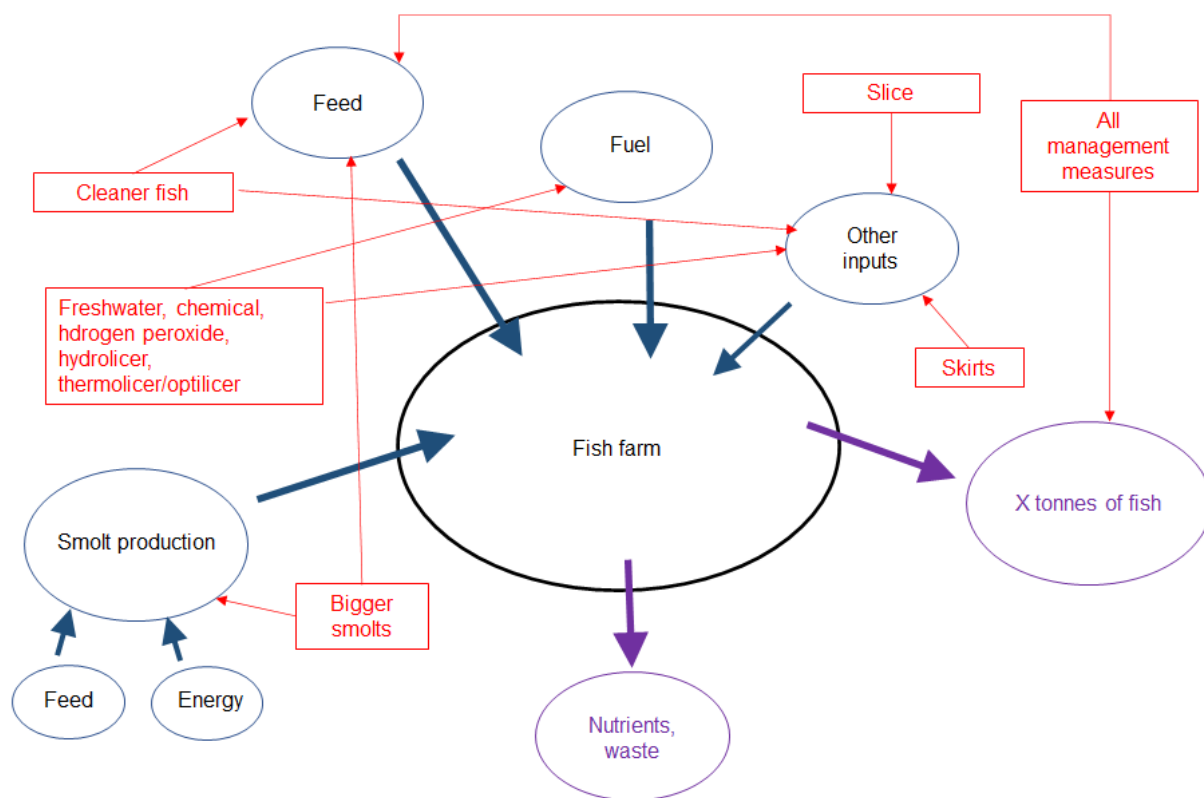 Feed
Slice
Fuel
All
management
measures
Cleaner fish
Other
inputs
Freshwater, chemical,
hdrogen peroxide,
hydrolicer,
thermolicer/optilicer
Skirts
Fish farm
X tonnes of fish
Smolt production
Bigger
smolts
Feed
Energy
Nutrients,
waste